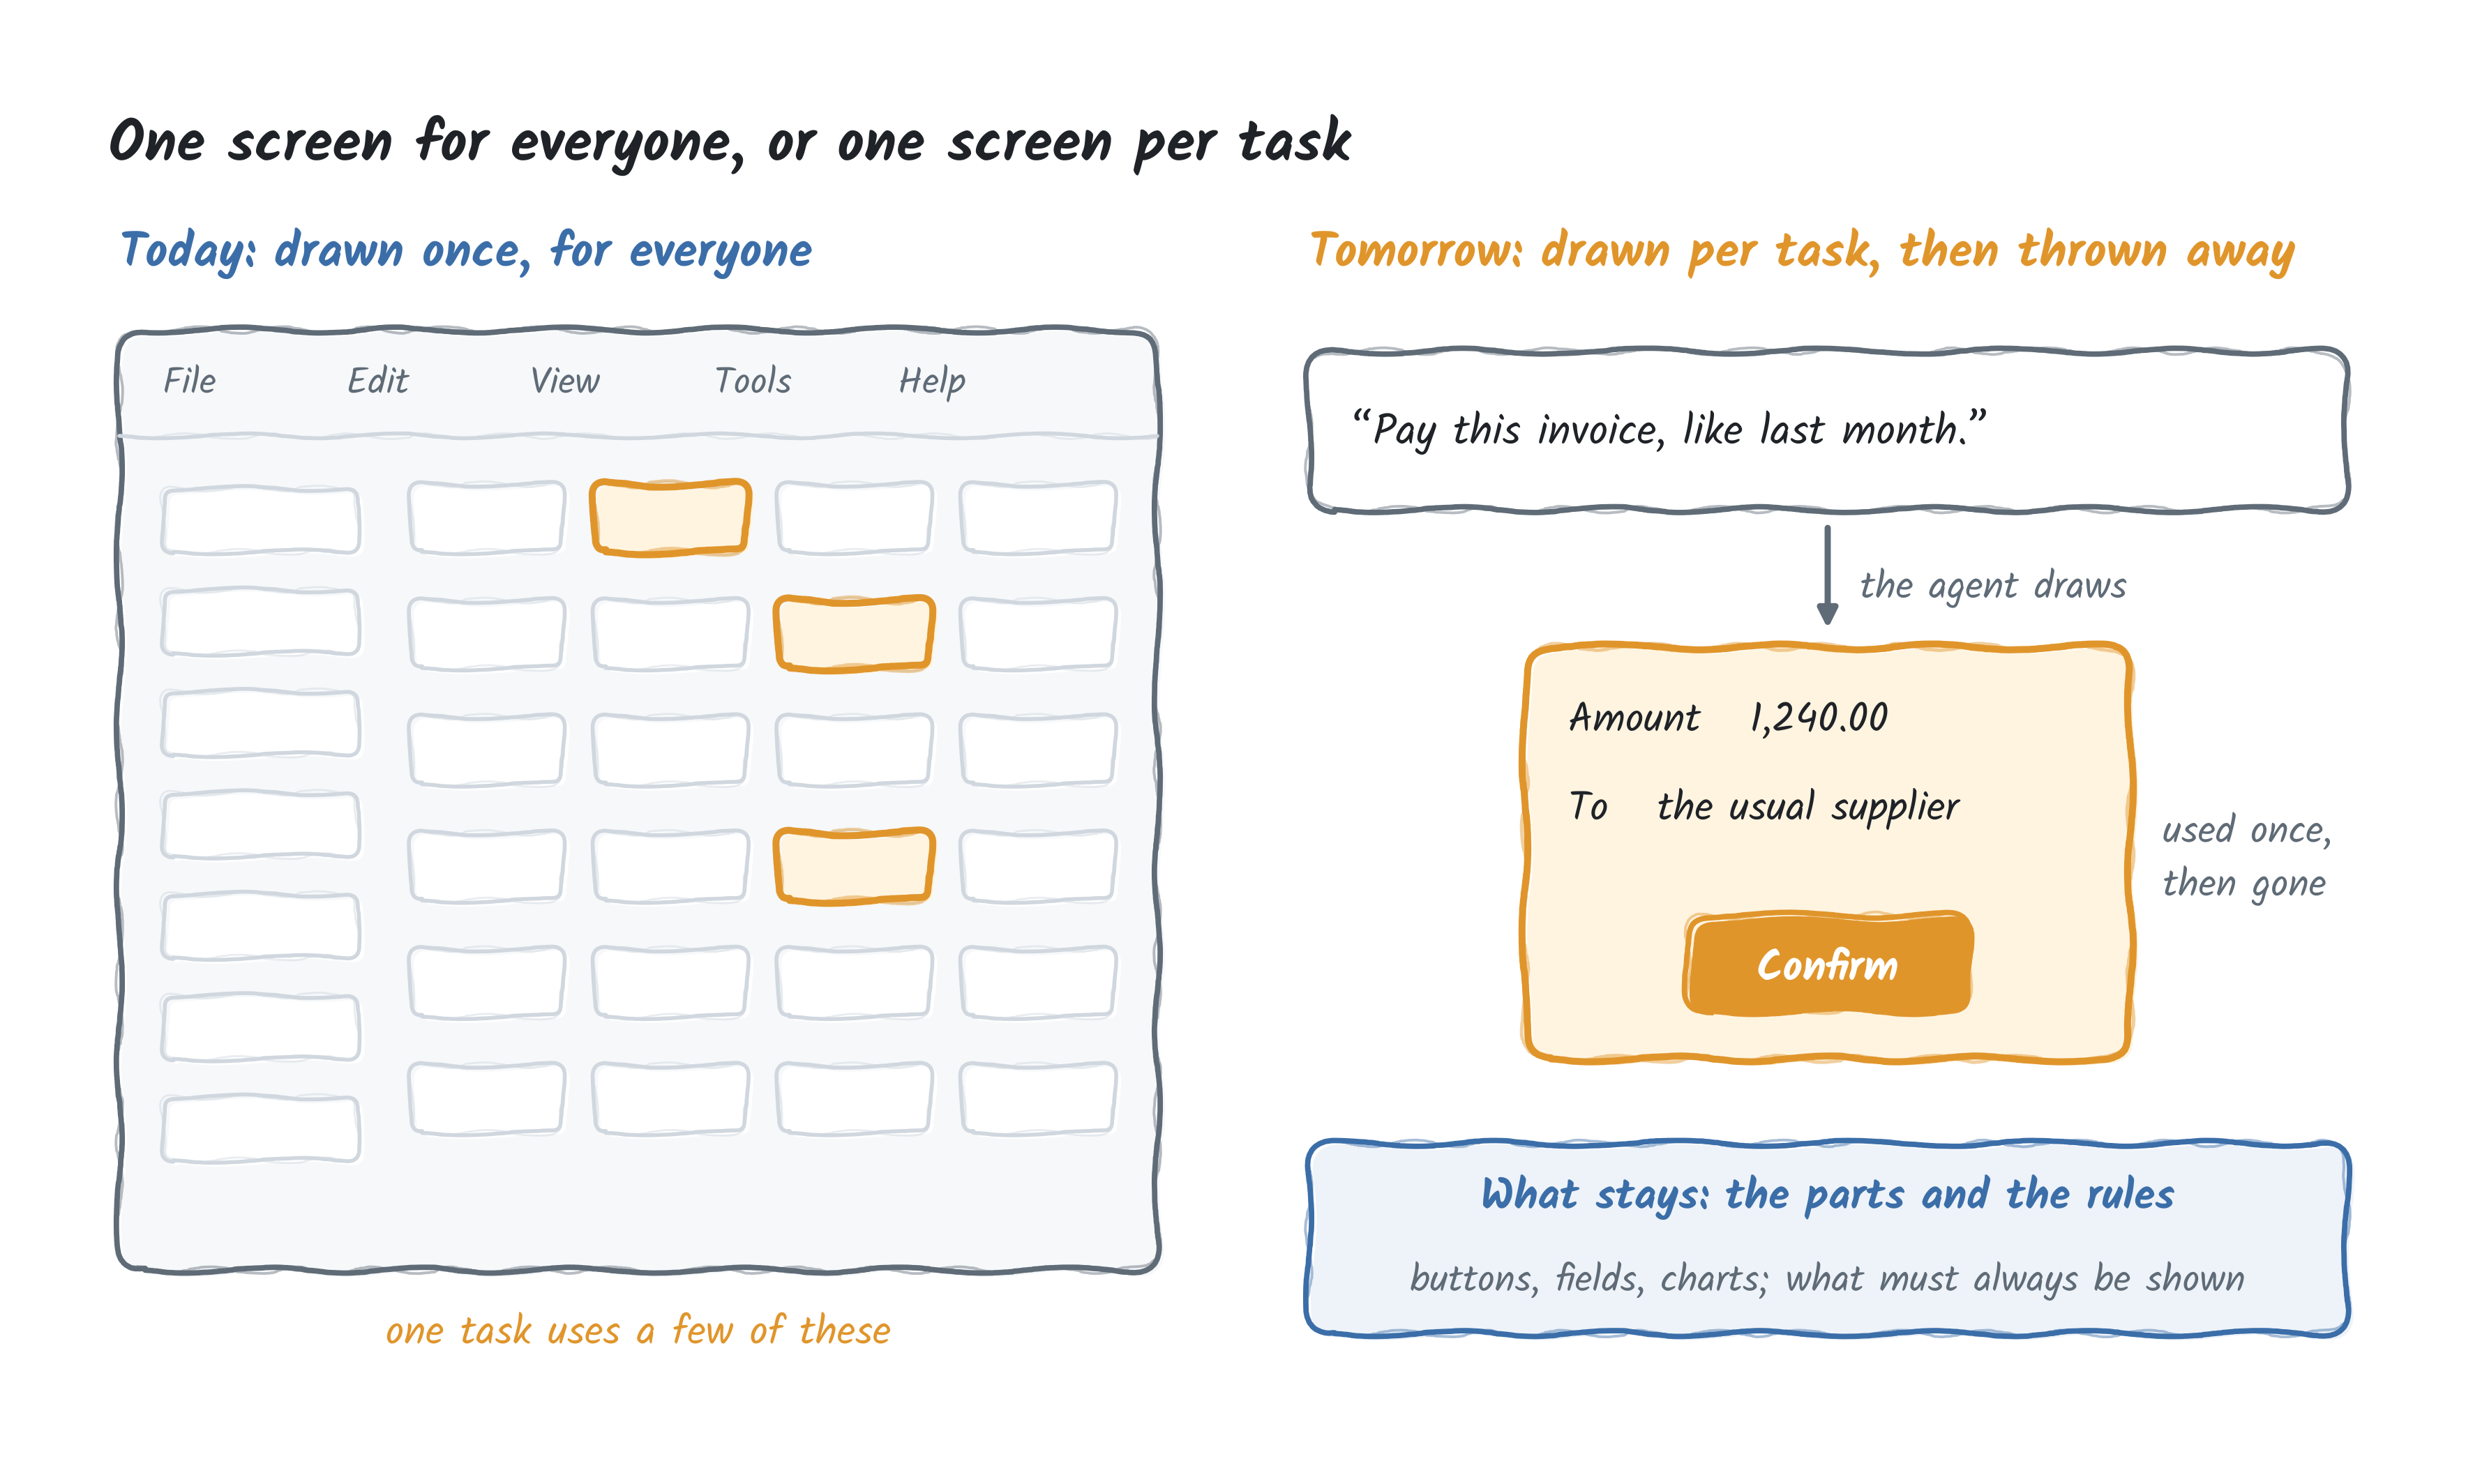 One screen for everyone, or one screen per task
Today: drawn once, for everyone
File Edit View Tools Help
one task uses a few of these
Tomorrow: drawn per task, then thrown away
“Pay this invoice, like last month.”
the agent draws
Amount 1,240.00
To the usual supplier
Confirm
used once,
then gone
What stays: the parts and the rules
buttons, fields, charts; what must always be shown